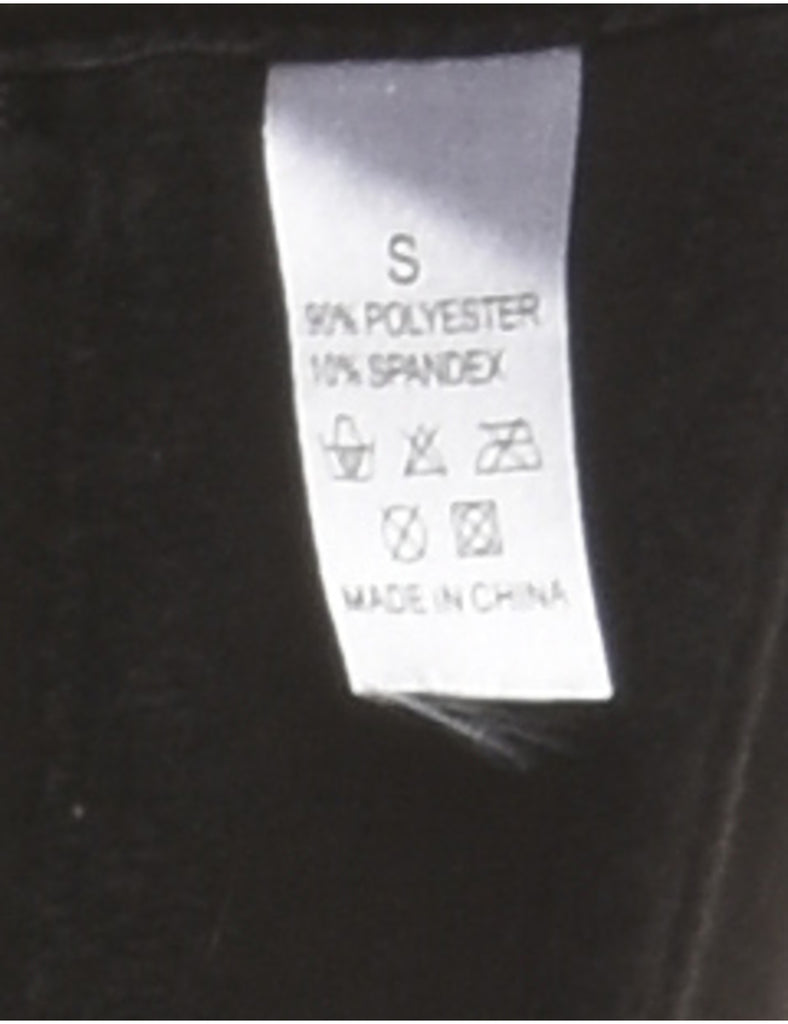 S
90% POLYESTER
10% SPANDEX
MADE IN CHINA